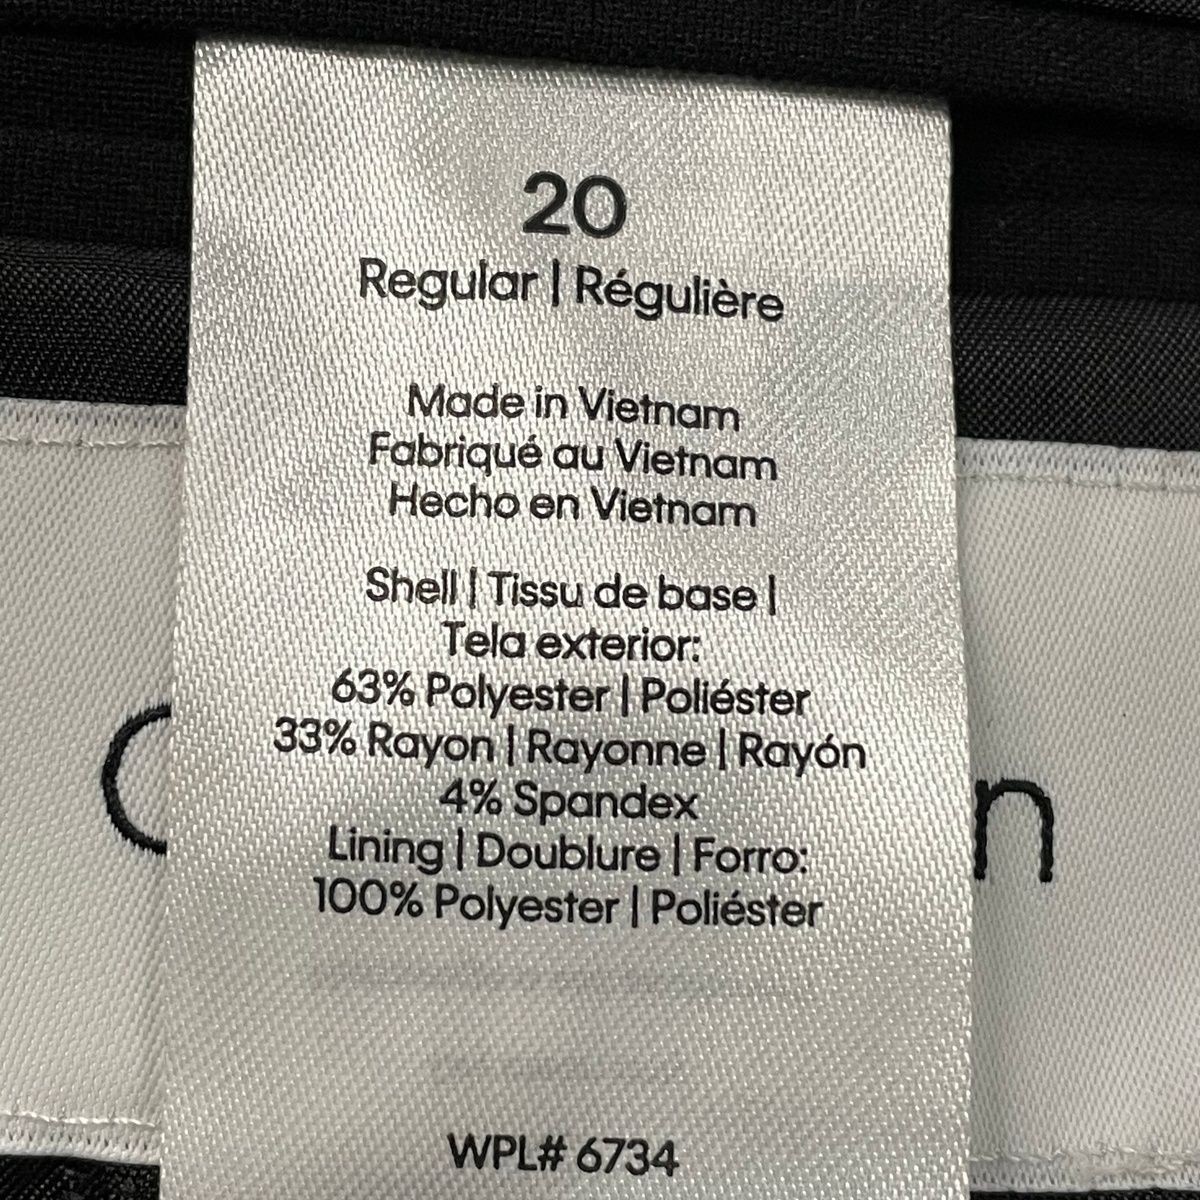 20
Regular | Régulière
Made in Vietnam
Fabriqué au Vietnam
Hecho en Vietnam
Shell | Tissu de base |
Tela exterior:
63% Polyester | Poliéster
33% Rayon | Rayonne | Rayón
4% Spandex
Lining | Doublure | Forro:
100% Polyester | Poliéster
WPL# 6734